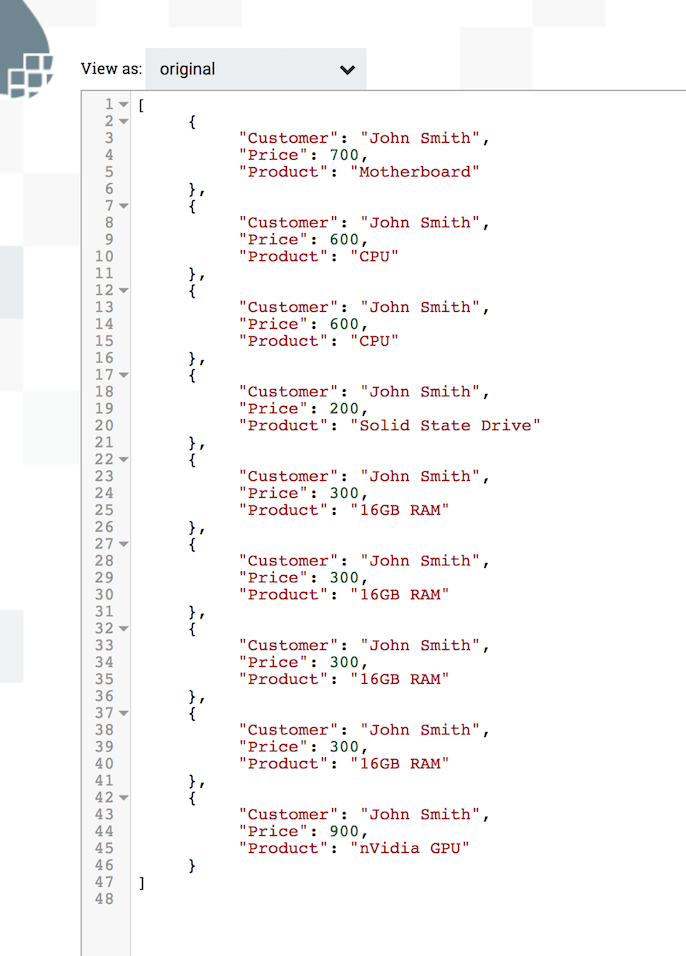 View as: original
1 [
2 {
3 "Customer": "John Smith",
4 "Price": 700,
5 "Product": "Motherboard"
6 },
7 {
8 "Customer": "John Smith",
9 "Price": 600,
10 "Product": "CPU"
11 },
12 {
13 "Customer": "John Smith",
14 "Price": 600,
15 "Product": "CPU"
16 },
17 {
18 "Customer": "John Smith",
19 "Price": 200,
20 "Product": "Solid State Drive"
21 },
22 {
23 "Customer": "John Smith",
24 "Price": 300,
25 "Product": "16GB RAM"
26 },
27 {
28 "Customer": "John Smith",
29 "Price": 300,
30 "Product": "16GB RAM"
31 },
32 {
33 "Customer": "John Smith",
34 "Price": 300,
35 "Product": "16GB RAM"
36 },
37 {
38 "Customer": "John Smith",
39 "Price": 300,
40 "Product": "16GB RAM"
41 },
42 {
43 "Customer": "John Smith",
44 "Price": 900,
45 "Product": "nVidia GPU"
46 }
47 ]
48